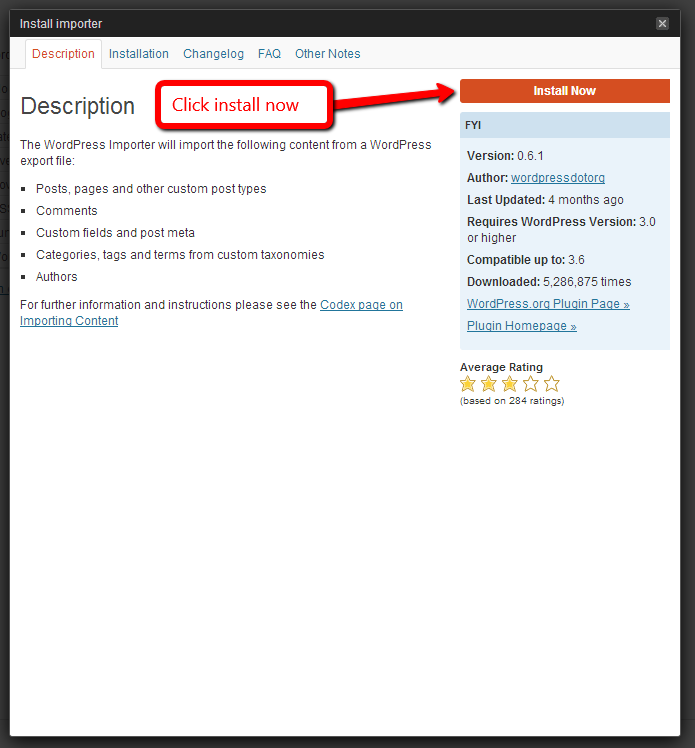 Install importer
Description Installation Changelog FAQ Other Notes
Description
Click install now
Install Now
The WordPress Importer will import the following content from a WordPress
export file:
Posts, pages and other custom post types
Comments
Custom fields and post meta
Categories, tags and terms from custom taxonomies
Authors
For further information and instructions please see the Codex page on
Importing Content
FYI
Version: 0.6.1
Author: wordpressdotorg
Last Updated: 4 months ago
Requires WordPress Version: 3.0
or higher
Compatible up to: 3.6
Downloaded: 5,286,875 times
WordPress.org Plugin Page »
Plugin Homepage »
Average Rating
(based on 284 ratings)